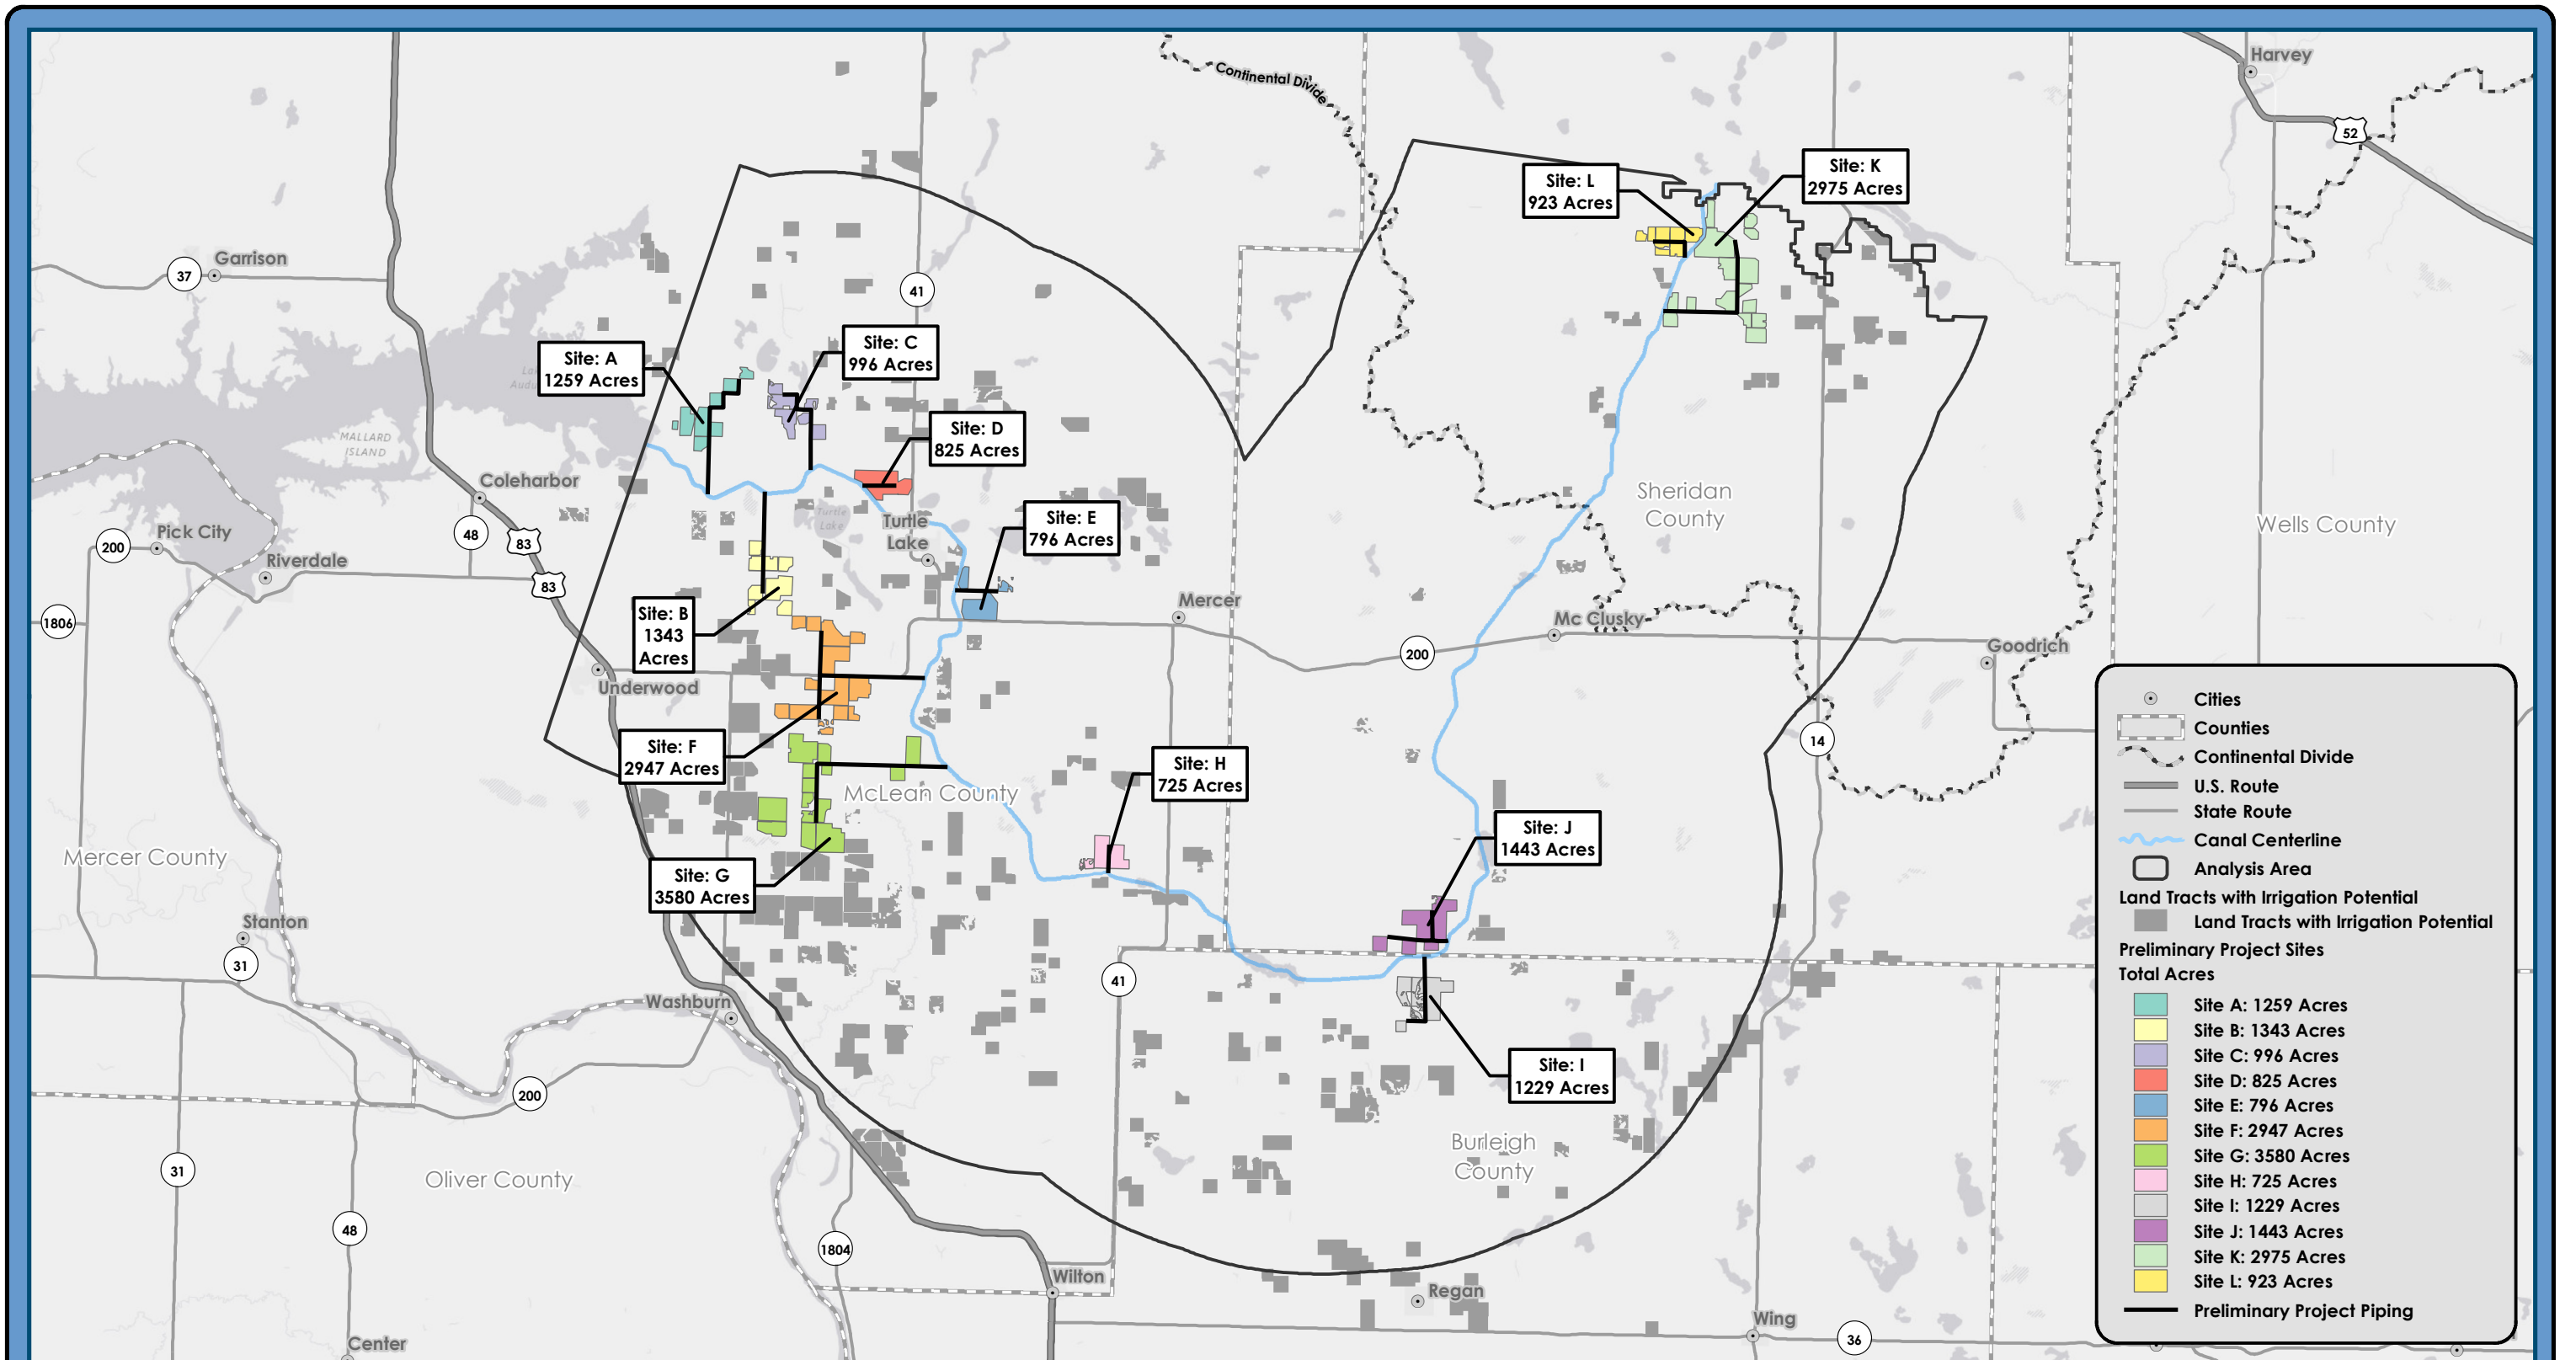 Harvey
Continental Divide
52
Site: K
2975 Acres
Site: L
923 Acres
Garrison
37
41
Site: C
996 Acres
Site: A
1259 Acres
Site: D
825 Acres
MALLARD
ISLAND
Coleharbor
Sheridan
County
Wells County
Turtle
Lake
Turtle
Lake
Site: E
796 Acres
Pick City
200
48
83
Riverdale
83
Mercer
Mc Clusky
1806
Site: B
1343
Acres
200
Goodrich
Underwood
Site: F
2947 Acres
14
Site: H
725 Acres
McLean County
Site: J
1443 Acres
Mercer County
Site: G
3580 Acres
Stanton
31
41
Washburn
Site: I
1229 Acres
200
Burleigh
County
31
Oliver County
48
1804
Wilton
Regan
Wing
36
Center
Cities
Counties
Continental Divide
U.S. Route
State Route
Canal Centerline
Analysis Area
Land Tracts with Irrigation Potential
Land Tracts with Irrigation Potential
Preliminary Project Sites
Total Acres
Site A: 1259 Acres
Site B: 1343 Acres
Site C: 996 Acres
Site D: 825 Acres
Site E: 796 Acres
Site F: 2947 Acres
Site G: 3580 Acres
Site H: 725 Acres
Site I: 1229 Acres
Site J: 1443 Acres
Site K: 2975 Acres
Site L: 923 Acres
Preliminary Project Piping